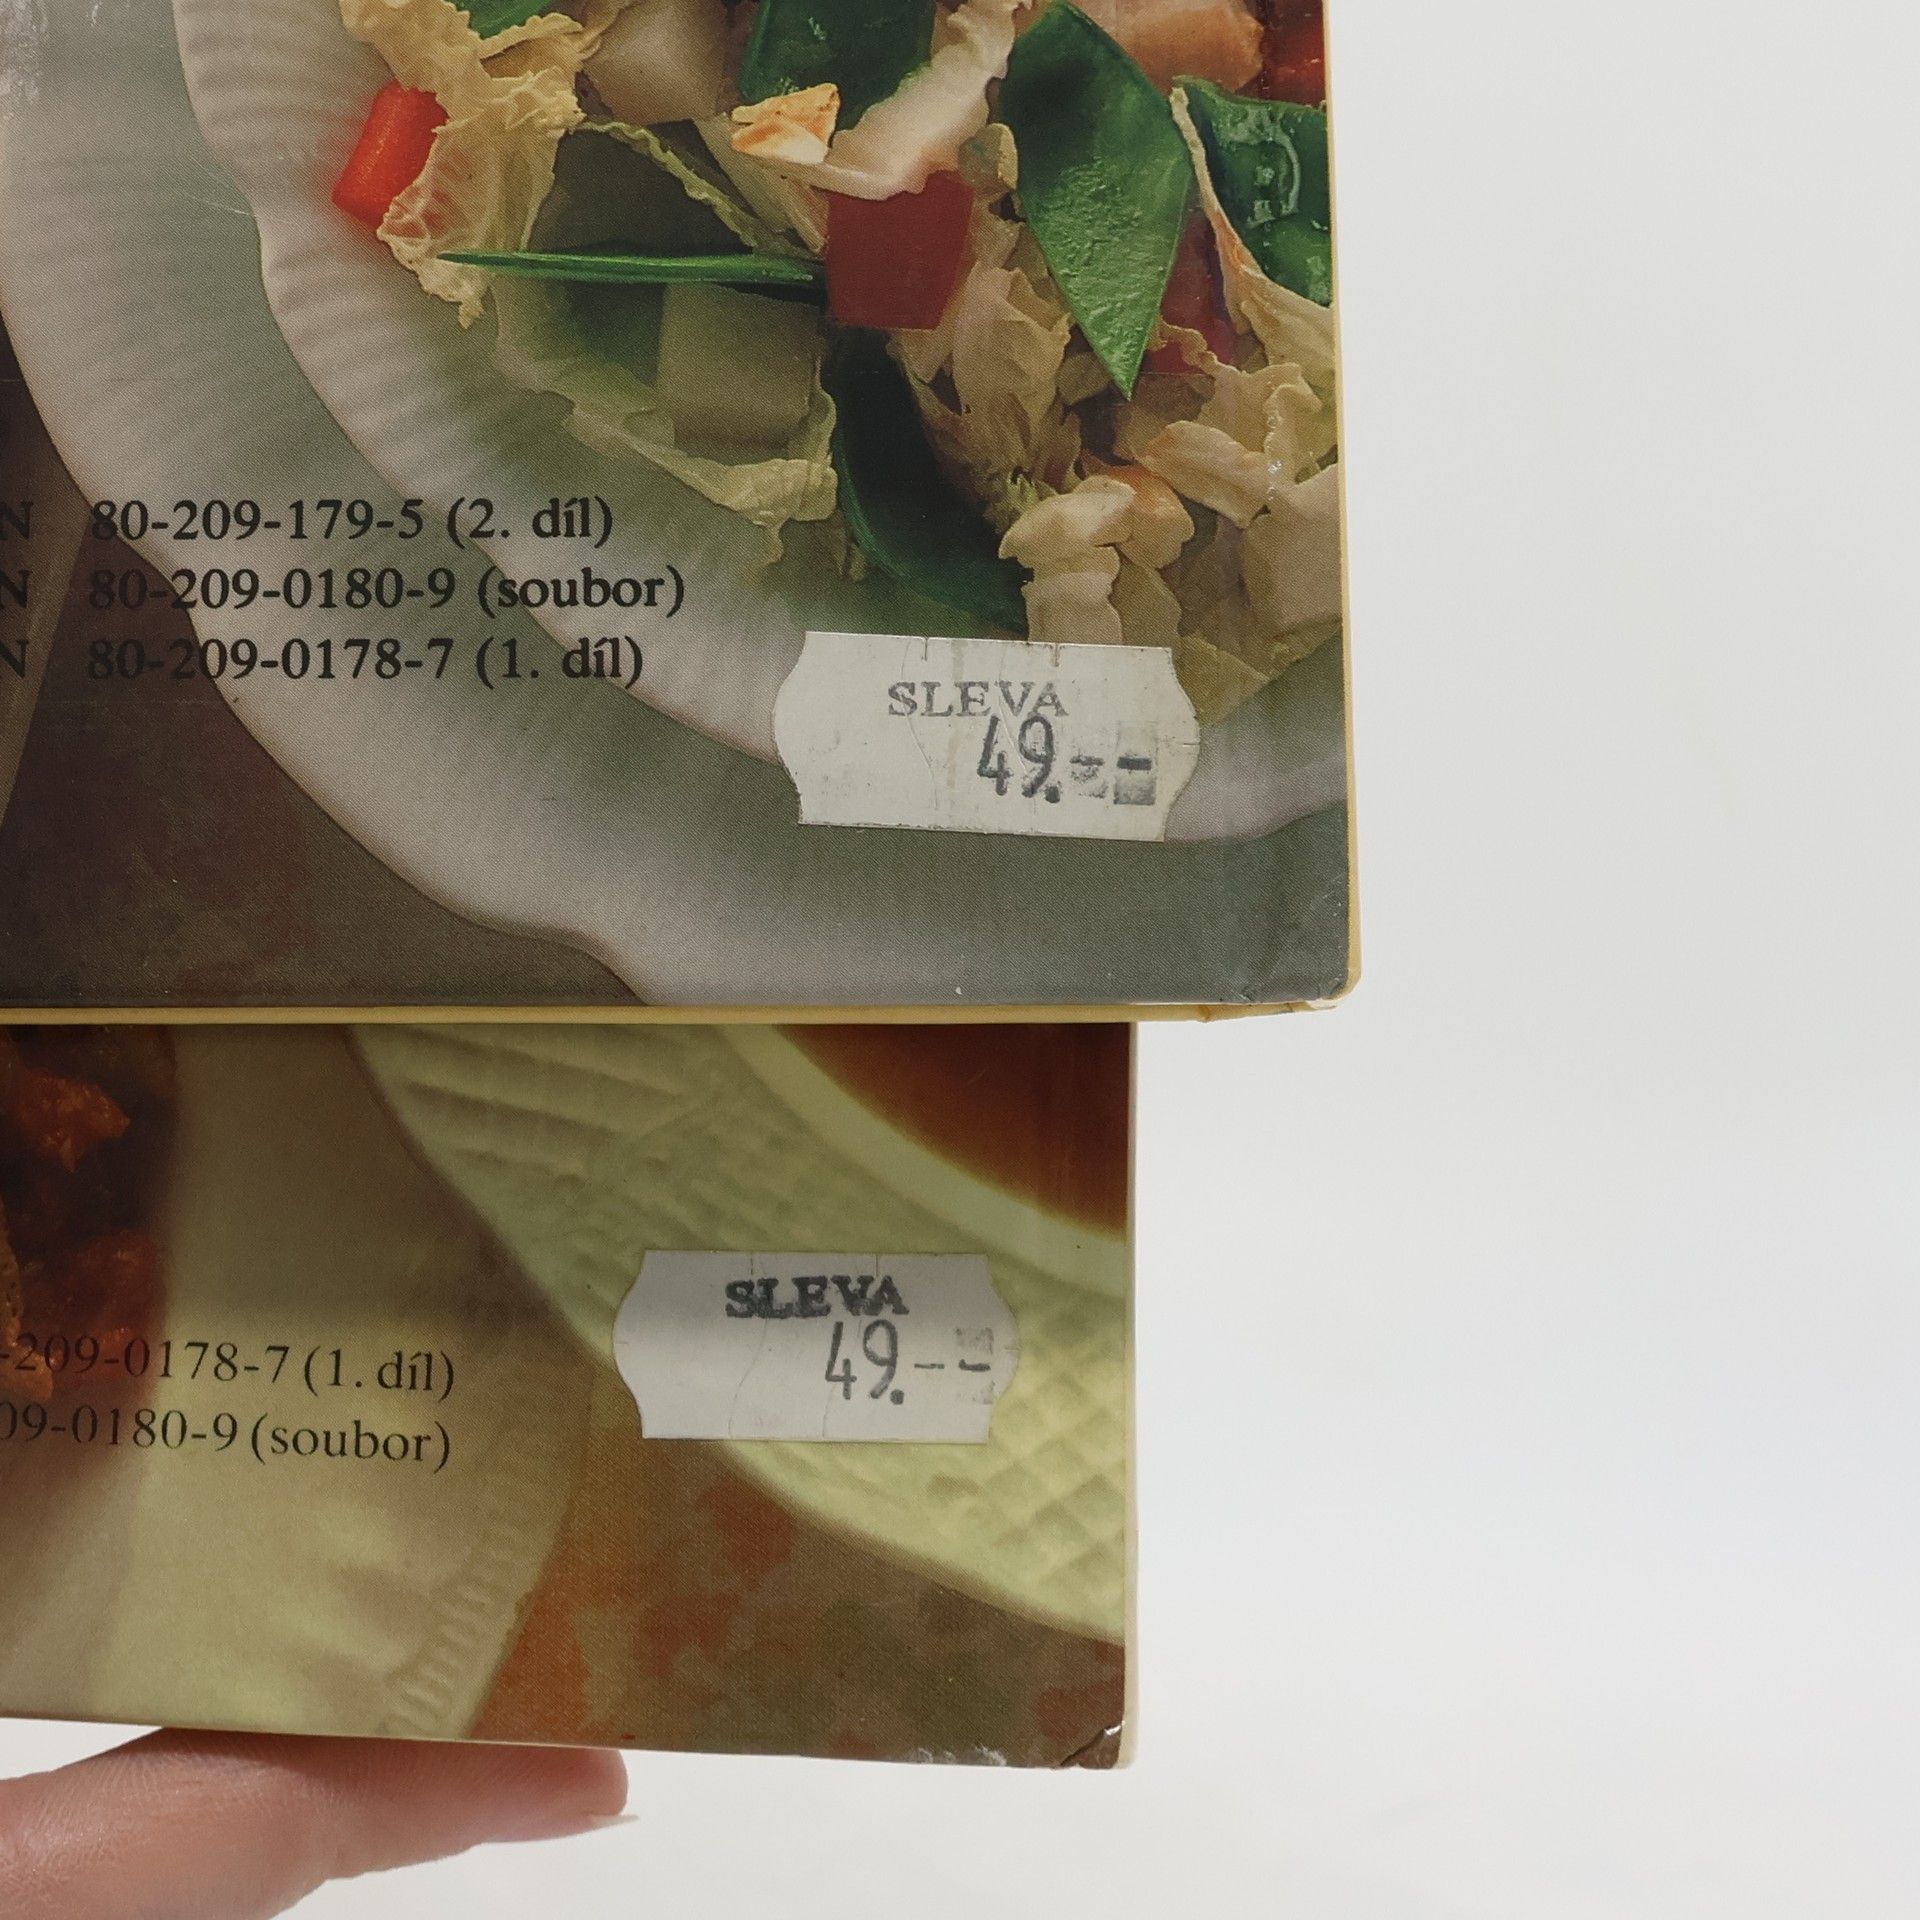 N 80-209-179-5 (2. díl)
N 80-209-0180-9 (soubor)
N 80-209-0178-7 (1. díl)
SLEVA
49.--
SLEVA
49.--
-209-0178-7 (1. díl)
09-0180-9 (soubor)